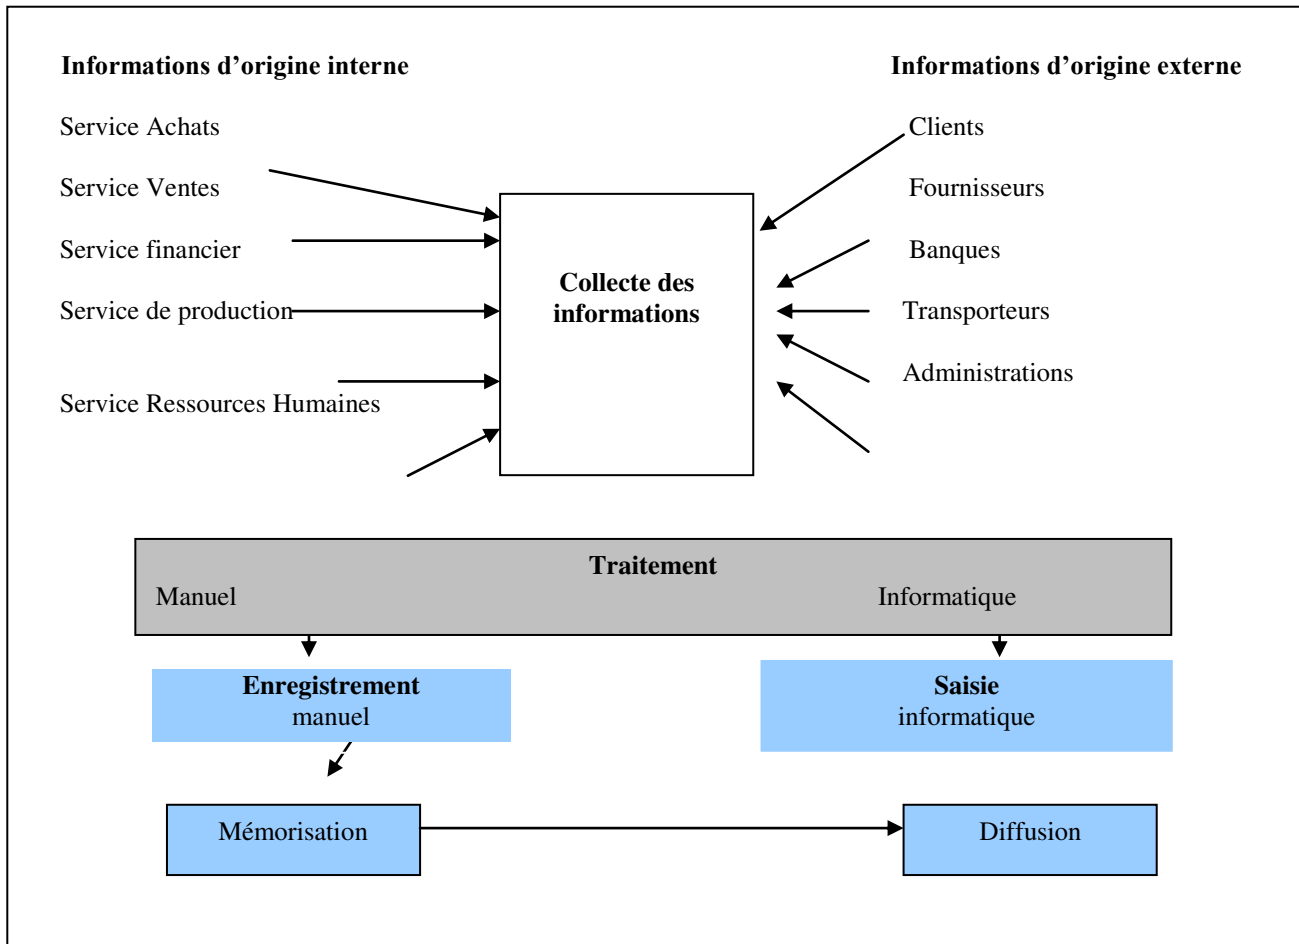 Informations d'origine interne
Informations d'origine externe
Service Achats
Clients
Service Ventes
Fournisseurs
Service financier
Banques
Collecte des
informations
Service de production
Transporteurs
Administrations
Service Ressources Humaines
Traitement
Manuel
Informatique
Enregistrement
manuel
Saisie
informatique
Mémorisation
Diffusion